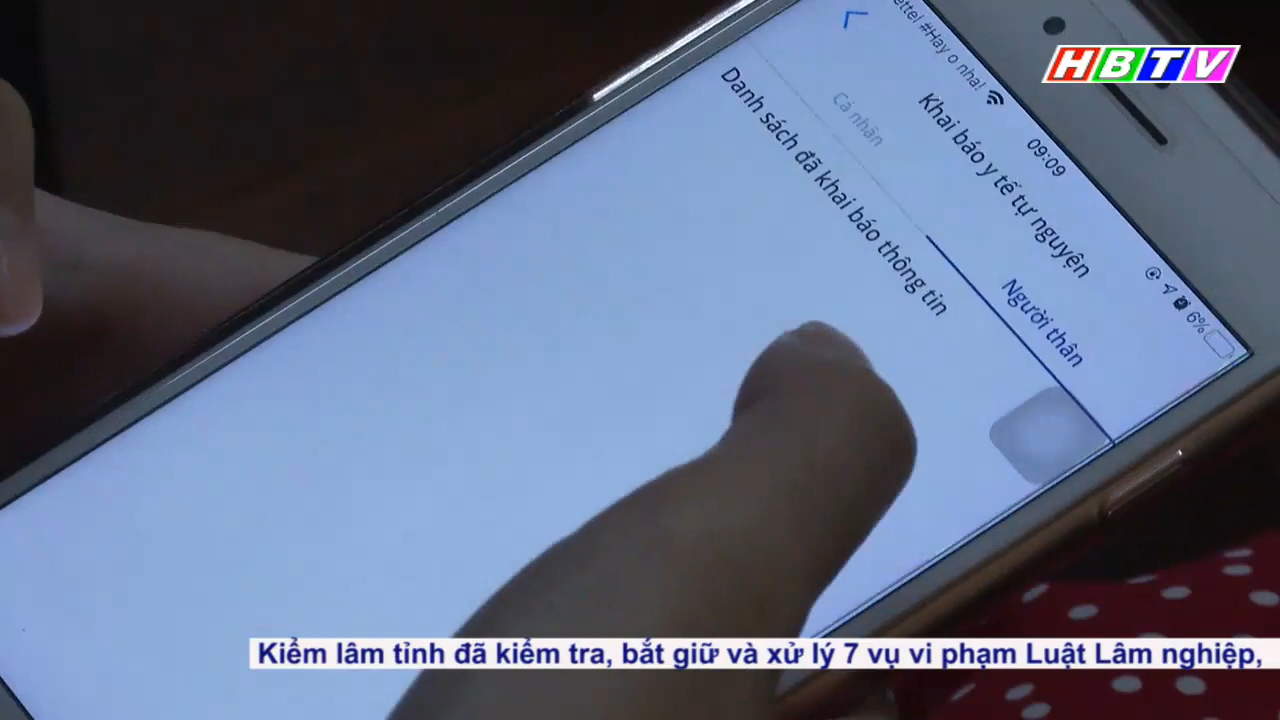 HBTV
ettel #Hay o nha!
09:09
6%
Khai báo y tế tự nguyện
Cá nhân
Người thân
Danh sách đã khai báo thông tin
Kiểm lâm tỉnh đã kiểm tra, bắt giữ và xử lý 7 vụ vi phạm Luật Lâm nghiệp,